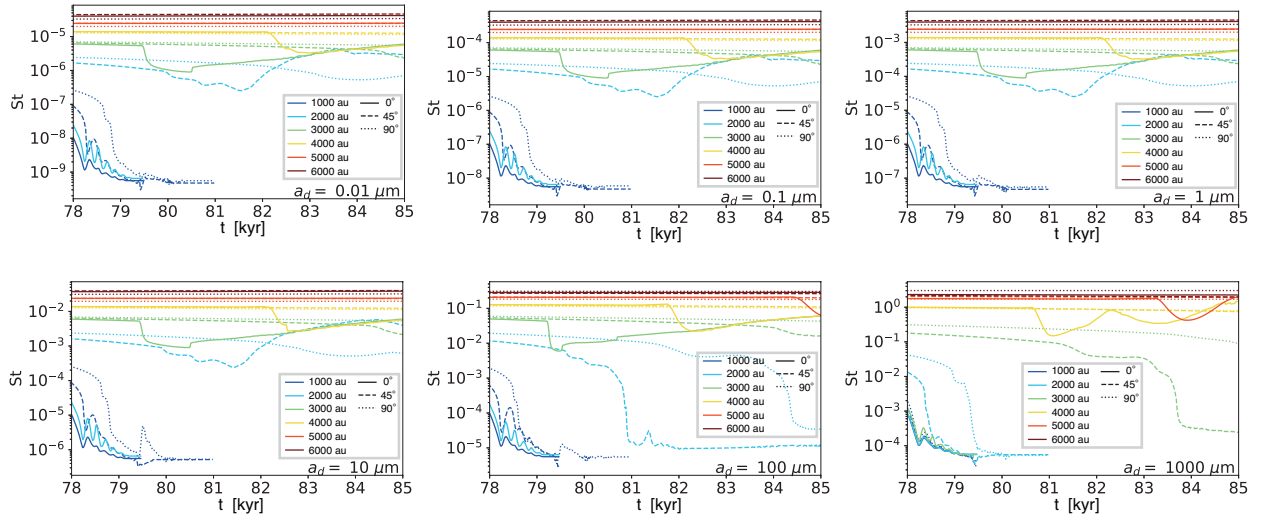 St
10⁻⁵
10⁻⁶
10⁻⁷
10⁻⁸
10⁻⁹
1000 au 0°
2000 au 45°
3000 au 90°
4000 au
5000 au
6000 au
a_d = 0.01 μm
78 79 80 81 82 83 84 85
t [kyr]
St
10⁻⁴
10⁻⁵
10⁻⁶
10⁻⁷
10⁻⁸
1000 au 0°
2000 au 45°
3000 au 90°
4000 au
5000 au
6000 au
a_d = 0.1 μm
78 79 80 81 82 83 84 85
t [kyr]
St
10⁻³
10⁻⁴
10⁻⁵
10⁻⁶
10⁻⁷
1000 au 0°
2000 au 45°
3000 au 90°
4000 au
5000 au
6000 au
a_d = 1 μm
78 79 80 81 82 83 84 85
t [kyr]
St
10⁻²
10⁻³
10⁻⁴
10⁻⁵
10⁻⁶
1000 au 0°
2000 au 45°
3000 au 90°
4000 au
5000 au
6000 au
a_d = 10 μm
78 79 80 81 82 83 84 85
t [kyr]
St
10⁻¹
10⁻²
10⁻³
10⁻⁴
10⁻⁵
1000 au 0°
2000 au 45°
3000 au 90°
4000 au
5000 au
6000 au
a_d = 100 μm
78 79 80 81 82 83 84 85
t [kyr]
St
10⁰
10⁻¹
10⁻²
10⁻³
10⁻⁴
1000 au 0°
2000 au 45°
3000 au 90°
4000 au
5000 au
6000 au
a_d = 1000 μm
78 79 80 81 82 83 84 85
t [kyr]